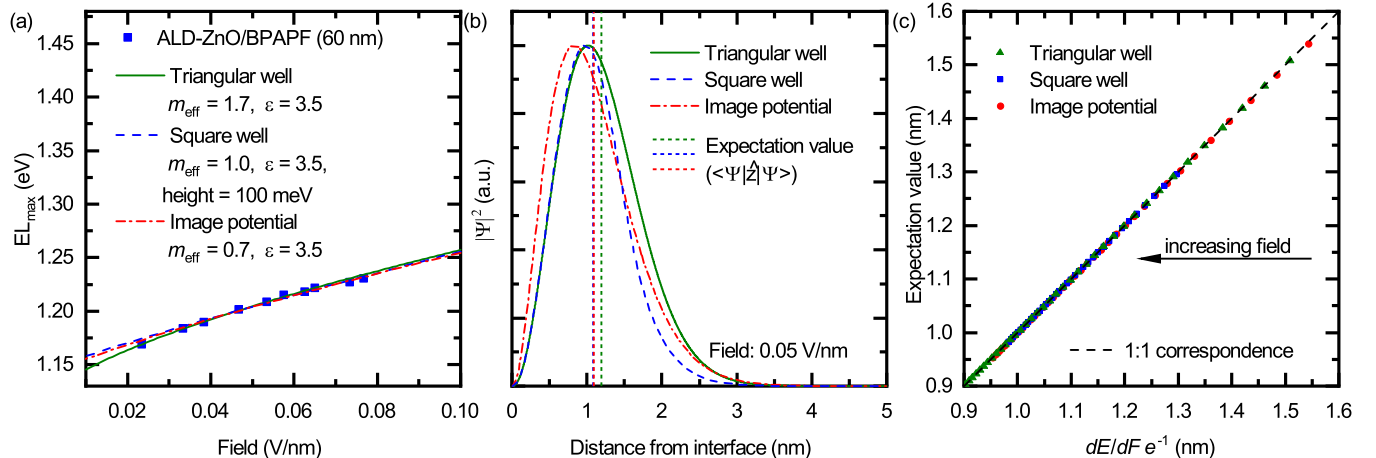 (a)
ALD-ZnO/BPAPF (60 nm)
Triangular well
m_eff = 1.7, ε = 3.5
Square well
m_eff = 1.0, ε = 3.5,
height = 100 meV
Image potential
m_eff = 0.7, ε = 3.5
EL_max (eV)
1.45
1.40
1.35
1.30
1.25
1.20
1.15
0.02
0.04
0.06
0.08
0.10
Field (V/nm)
(b)
Triangular well
Square well
Image potential
Expectation value
(<Ψ|ẑ|Ψ>)
Field: 0.05 V/nm
|Ψ|² (a.u.)
0
1
2
3
4
5
Distance from interface (nm)
(c)
Triangular well
Square well
Image potential
increasing field
1:1 correspondence
Expectation value (nm)
1.6
1.5
1.4
1.3
1.2
1.1
1.0
0.9
0.9
1.0
1.1
1.2
1.3
1.4
1.5
1.6
dE/dF e⁻¹ (nm)